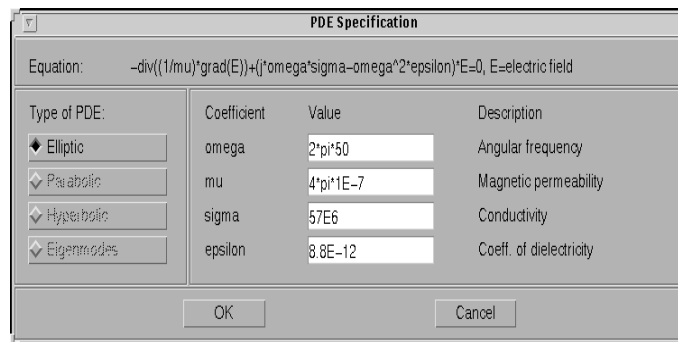 PDE Specification
Equation: -div((1/mu)*grad(E))+(j*omega*sigma-omega^2*epsilon)*E=0, E=electric field
Type of PDE: Coefficient Value Description
Elliptic omega 2*pi*50 Angular frequency
Parabolic mu 4*pi*1E-7 Magnetic permeability
Hyperbolic sigma 57E6 Conductivity
Eigenmodes epsilon 8.8E-12 Coeff. of dielectricity
OK Cancel